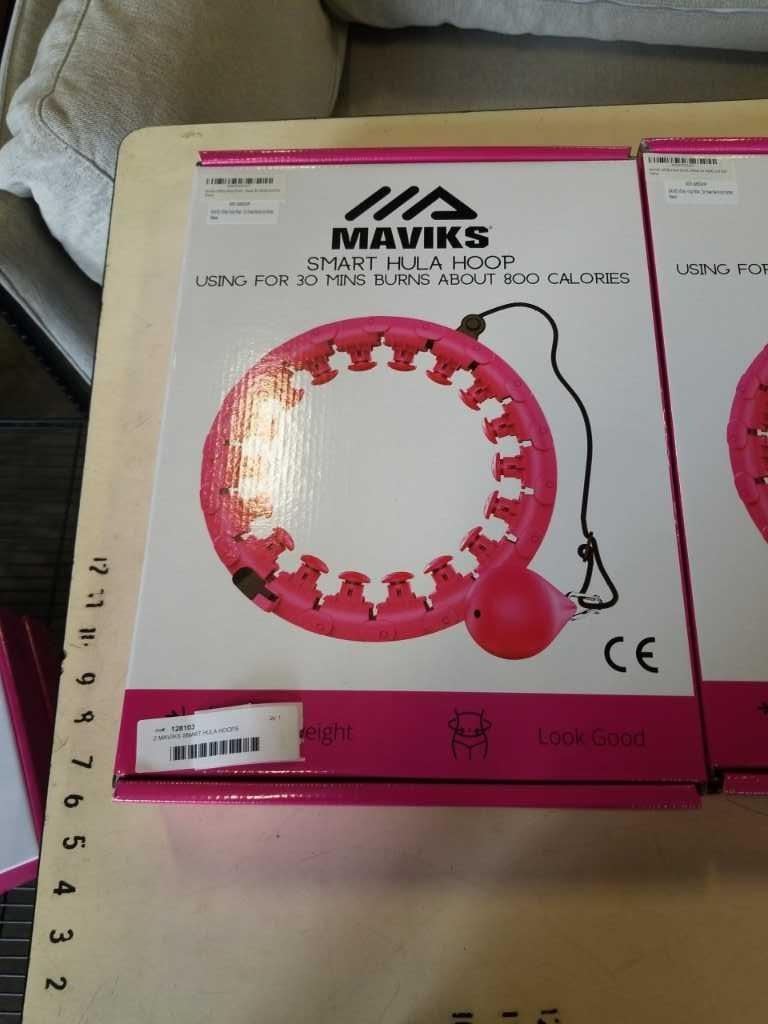 MAVIKS
SMART HULA HOOP
USING FOR 30 MINS BURNS ABOUT 800 CALORIES
USING FOR
CE
128103
2 MAVIKS SMART HULA HOOPS
eight
Look Good
12
11
9
8
7
6
5
4
3
2